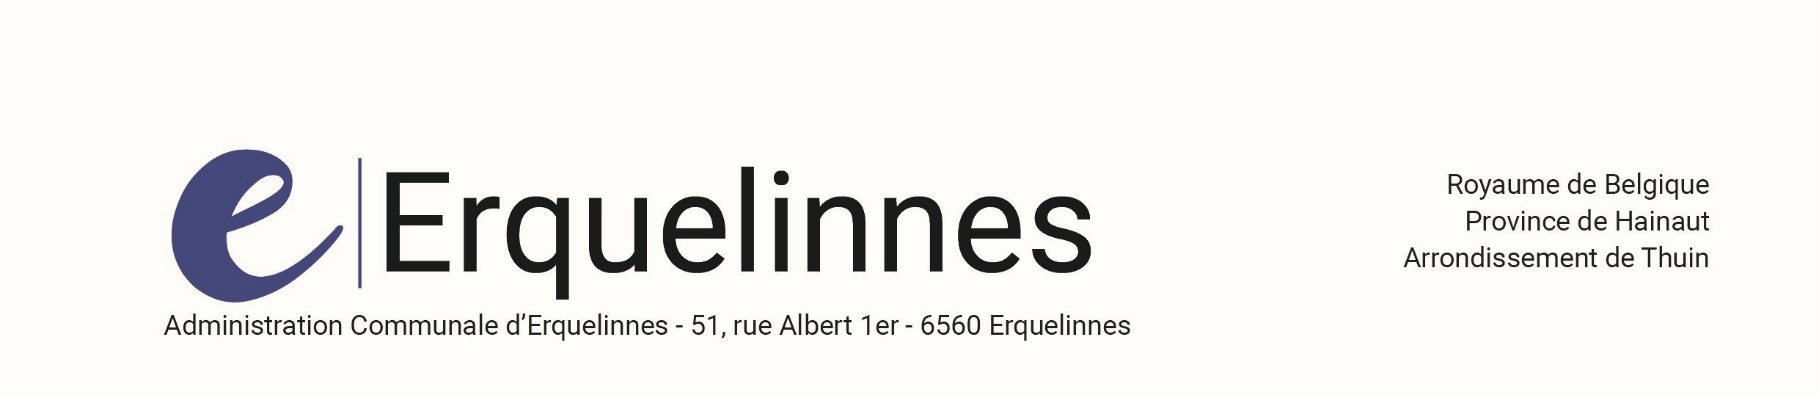 e Erquelinnes
Administration Communale d’Erquelinnes - 51, rue Albert 1er - 6560 Erquelinnes
Royaume de Belgique
Province de Hainaut
Arrondissement de Thuin